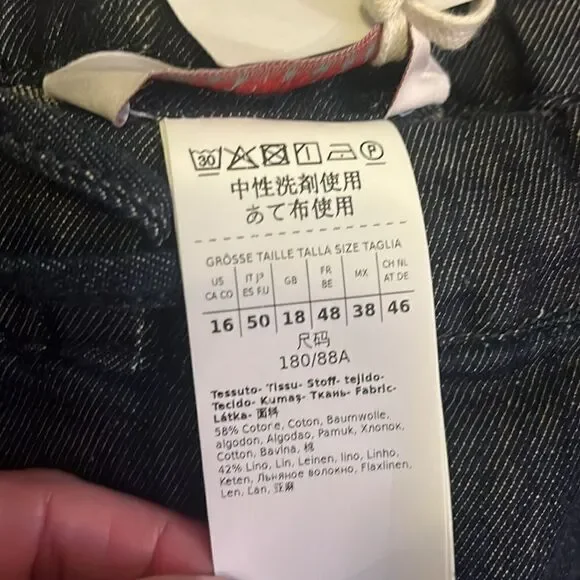 30 P
中性洗剤使用
あて布使用
GRÖSSE TAILLE TALLA SIZE TAGLIA
US CA CO IT JP ES RU GB FR BE MX CH NL AT DE
16 50 18 48 38 46
尺码
180/88A
Tessuto- Tissu- Stoff- tejido-
Tecido- Kumaş- Ткань- Fabric-
Látka- 面料
58% Cotone, Coton, Baumwolle,
algodon, Algodao, Pamuk, Хлопок,
Cotton, Bavlna, 棉
42% Lino, Lin, Leinen, lino, Linho,
Keten, Льняное волокно, Flaxlinen,
Len, Lan, 亚麻